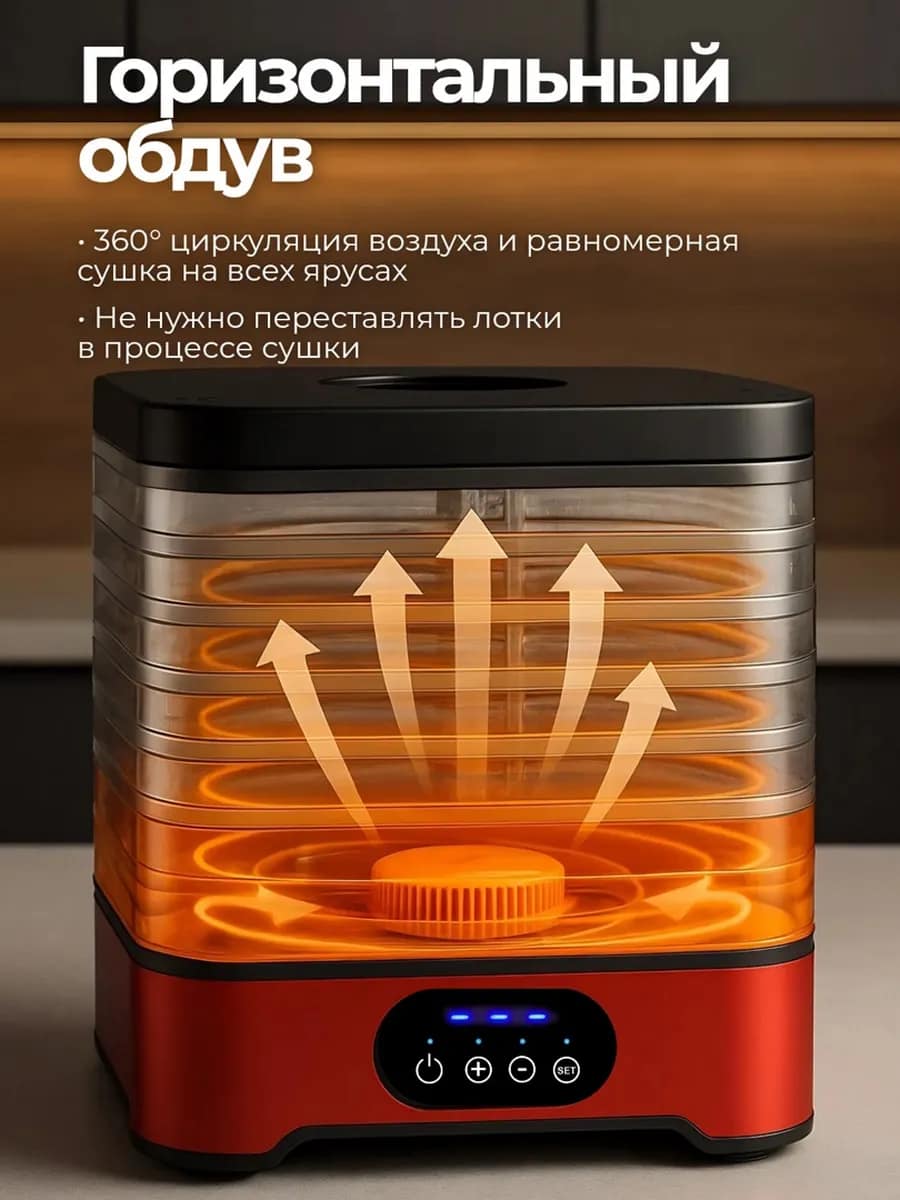 Горизонтальный
обдув
• 360° циркуляция воздуха и равномерная
сушка на всех ярусах
• Не нужно переставлять лотки
в процессе сушки
SET